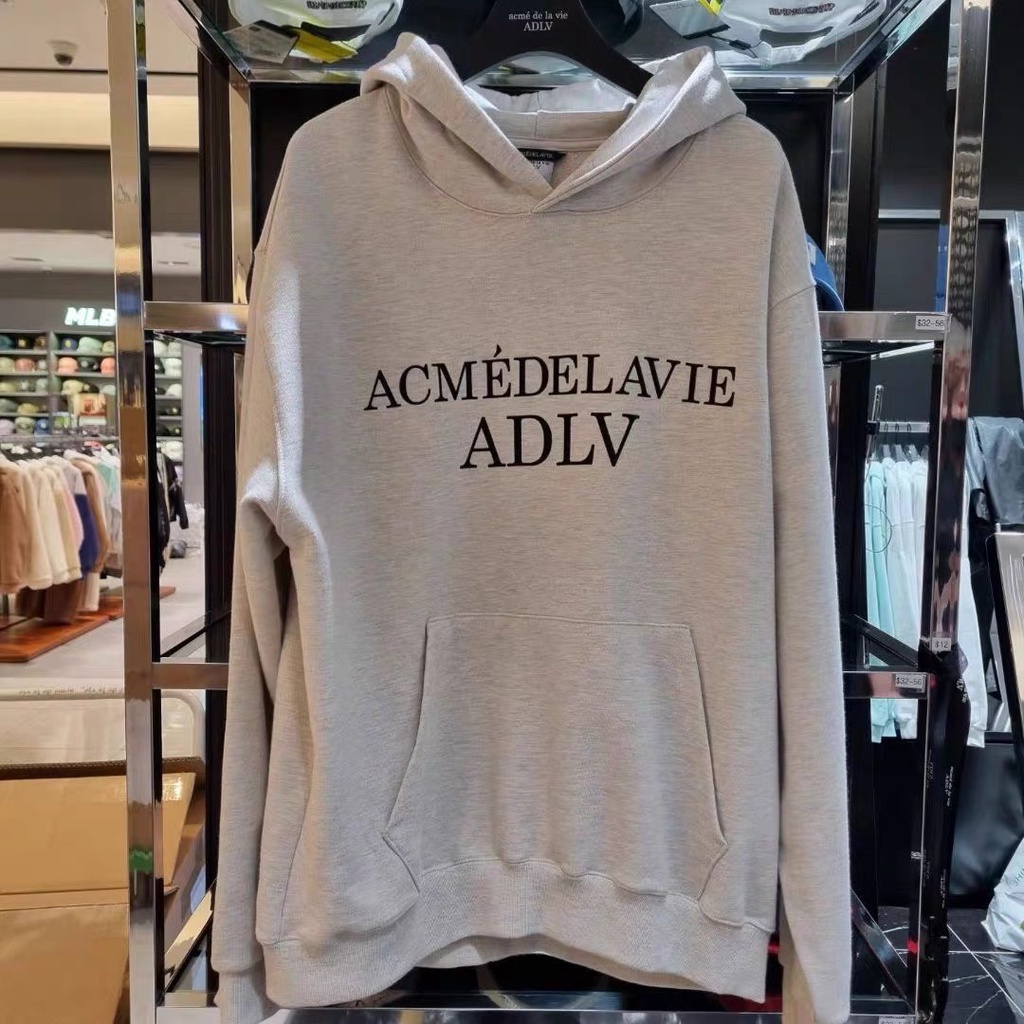 acmé de la vie
ADLV
ACMÉDELAVIE
ADLV
MLB
$32-56
$12
$32-56